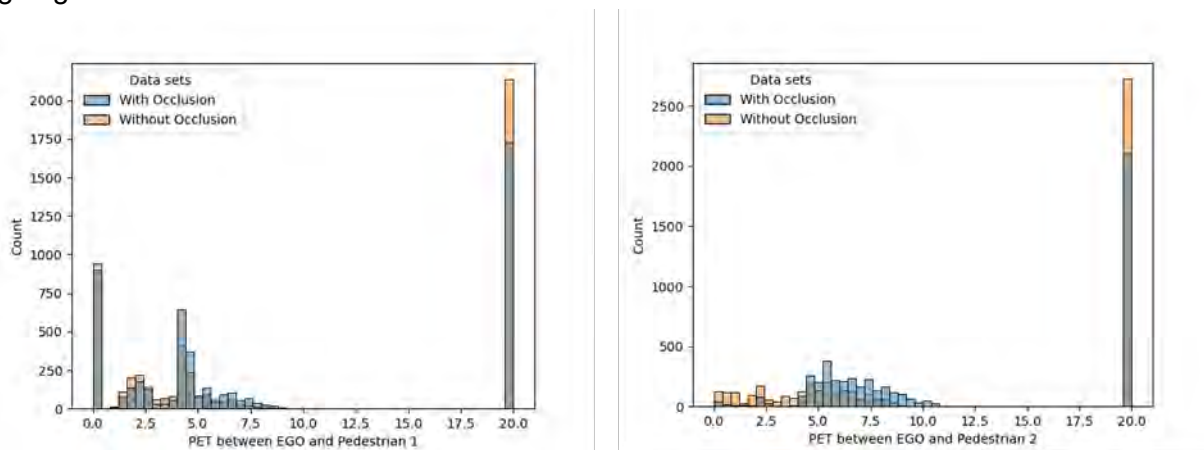 Data sets
With Occlusion
Without Occlusion
2000
1750
1500
1250
1000
750
500
250
0
Count
0.0 2.5 5.0 7.5 10.0 12.5 15.0 17.5 20.0
PET between EGO and Pedestrian 1
Data sets
With Occlusion
Without Occlusion
2500
2000
1500
1000
500
0
Count
0.0 2.5 5.0 7.5 10.0 12.5 15.0 17.5 20.0
PET between EGO and Pedestrian 2